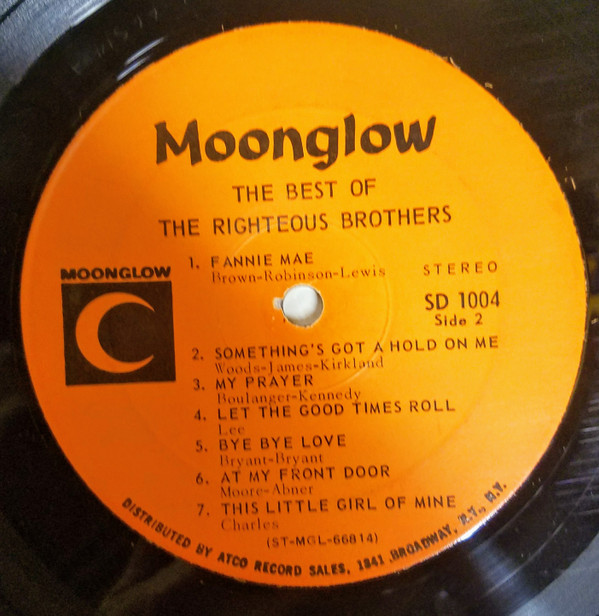 Moonglow
THE BEST OF
THE RIGHTEOUS BROTHERS
1. FANNIE MAE
Brown-Robinson-Lewis
STEREO
MOONGLOW
SD 1004
Side 2
2. SOMETHING'S GOT A HOLD ON ME
Woods-James-Kirkland
3. MY PRAYER
Boulanger-Kennedy
4. LET THE GOOD TIMES ROLL
Lee
5. BYE BYE LOVE
Bryant-Bryant
6. AT MY FRONT DOOR
Moore-Abner
7. THIS LITTLE GIRL OF MINE
Charles
(ST-MGL-66814)
DISTRIBUTED BY ATCO RECORD SALES, 1841 BROADWAY, N.Y.